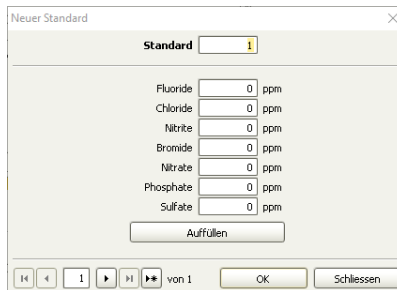 Neuer Standard
Standard 1
Fluoride 0 ppm
Chloride 0 ppm
Nitrite 0 ppm
Bromide 0 ppm
Nitrate 0 ppm
Phosphate 0 ppm
Sulfate 0 ppm
Auffüllen
1 von 1 OK Schliessen